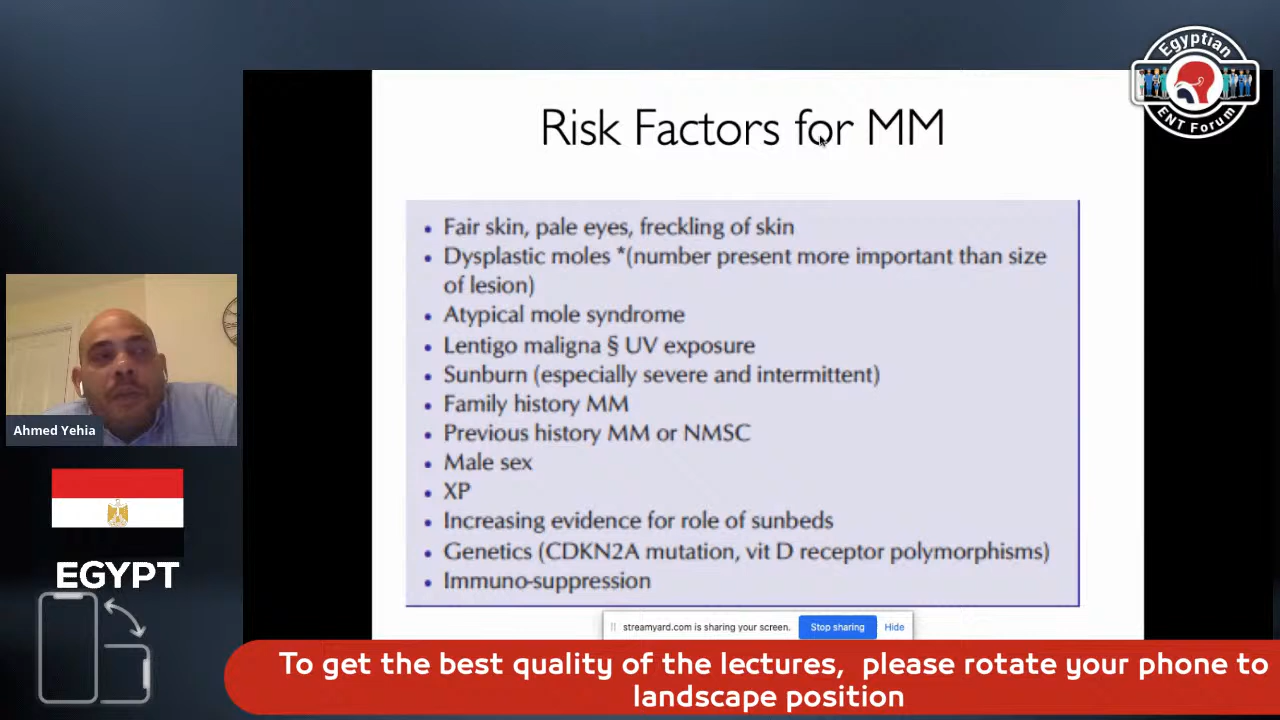 Egyptian
ENT Forum
Risk Factors for MM
• Fair skin, pale eyes, freckling of skin
• Dysplastic moles *(number present more important than size
of lesion)
• Atypical mole syndrome
• Lentigo maligna § UV exposure
• Sunburn (especially severe and intermittent)
• Family history MM
• Previous history MM or NMSC
• Male sex
• XP
• Increasing evidence for role of sunbeds
• Genetics (CDKN2A mutation, vit D receptor polymorphisms)
• Immuno-suppression
Ahmed Yehia
EGYPT
streamyard.com is sharing your screen. Stop sharing Hide
To get the best quality of the lectures, please rotate your phone to
landscape position